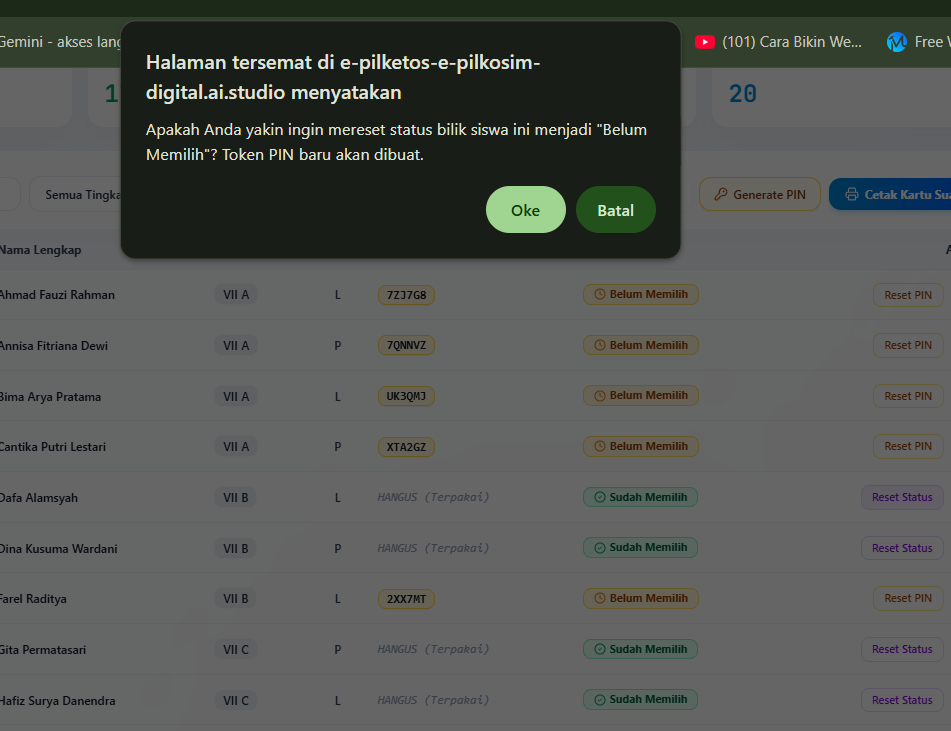 Gemini - akses lang
(101) Cara Bikin We...
Free W
Halaman tersemat di e-pilketos-e-pilkosim-
digital.ai.studio menyatakan
Apakah Anda yakin ingin mereset status bilik siswa ini menjadi "Belum
Memilih"? Token PIN baru akan dibuat.
Oke
Batal
1
20
Semua Tingka
Generate PIN
Cetak Kartu Sua
Nama Lengkap
A
Ahmad Fauzi Rahman VII A L 7ZJ7G8 Belum Memilih Reset PIN
Annisa Fitriana Dewi VII A P 7QNNVZ Belum Memilih Reset PIN
Bima Arya Pratama VII A L UK3QMJ Belum Memilih Reset PIN
Cantika Putri Lestari VII A P XTA2GZ Belum Memilih Reset PIN
Dafa Alamsyah VII B L HANGUS (Terpakai) Sudah Memilih Reset Status
Dina Kusuma Wardani VII B P HANGUS (Terpakai) Sudah Memilih Reset Status
Farel Raditya VII B L 2XX7MT Belum Memilih Reset PIN
Gita Permatasari VII C P HANGUS (Terpakai) Sudah Memilih Reset Status
Hafiz Surya Danendra VII C L HANGUS (Terpakai) Sudah Memilih Reset Status